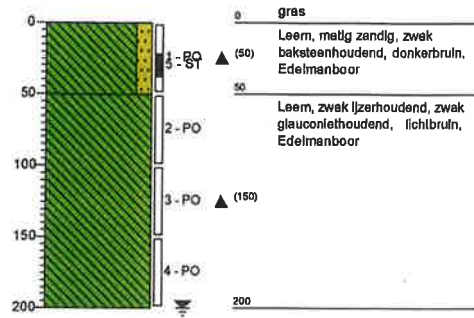 0
50
100
150
200
1 - PO
5 - ST
2 - PO
3 - PO
4 - PO
(50)
(150)
0
gras
Leem, matig zandig, zwak
baksteenhoudend, donkerbruin,
Edelmanboor
50
Leem, zwak ijzerhoudend, zwak
glauconiethoudend, lichtbruin,
Edelmanboor
200